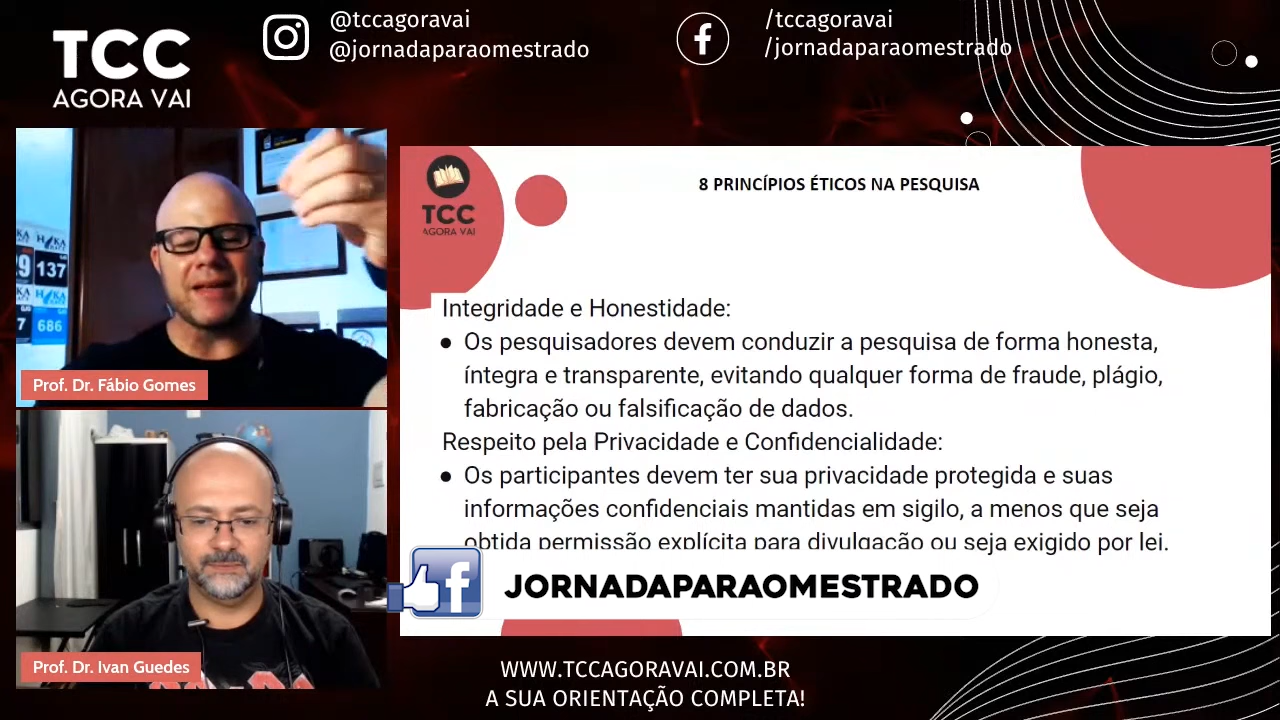 TCC
AGORA VAI
@tccagoravai
@jornadaparaomestrado
/tccagoravai
/jornadaparaomestrado
29 137
7 686
Prof. Dr. Fábio Gomes
Prof. Dr. Ivan Guedes
TCC
AGORA VAI
8 PRINCÍPIOS ÉTICOS NA PESQUISA
Integridade e Honestidade:
● Os pesquisadores devem conduzir a pesquisa de forma honesta,
íntegra e transparente, evitando qualquer forma de fraude, plágio,
fabricação ou falsificação de dados.
Respeito pela Privacidade e Confidencialidade:
● Os participantes devem ter sua privacidade protegida e suas
informações confidenciais mantidas em sigilo, a menos que seja
obtida permissão explícita para divulgação ou seja exigido por lei.
JORNADAPARAOMESTRADO
WWW.TCCAGORAVAI.COM.BR
A SUA ORIENTAÇÃO COMPLETA!